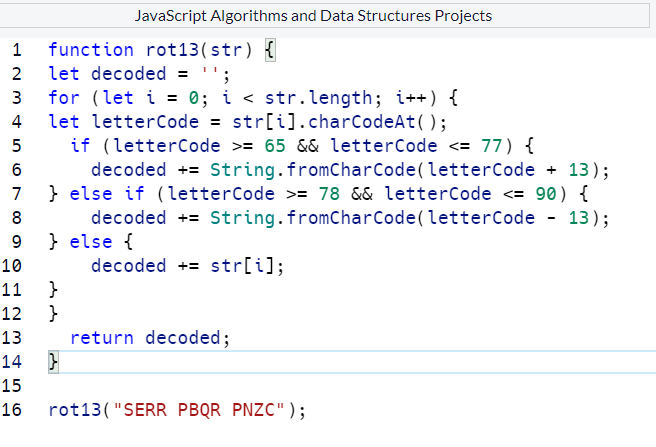 JavaScript Algorithms and Data Structures Projects
1 function rot13(str) {
2 let decoded = '';
3 for (let i = 0; i < str.length; i++) {
4 let letterCode = str[i].charCodeAt();
5   if (letterCode >= 65 && letterCode <= 77) {
6     decoded += String.fromCharCode(letterCode + 13);
7 } else if (letterCode >= 78 && letterCode <= 90) {
8     decoded += String.fromCharCode(letterCode - 13);
9 } else {
10     decoded += str[i];
11 }
12 }
13   return decoded;
14 }
15
16 rot13("SERR PBQR PNZC");